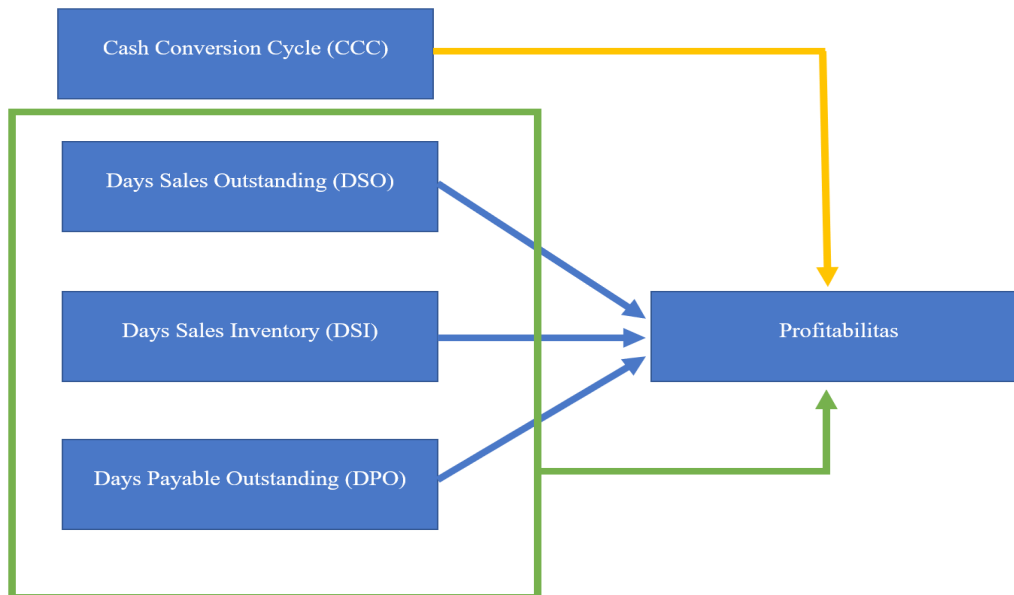 Cash Conversion Cycle (CCC)
Days Sales Outstanding (DSO)
Days Sales Inventory (DSI)
Profitabilitas
Days Payable Outstanding (DPO)